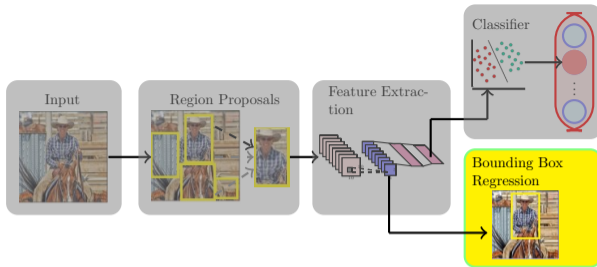 Input
Region Proposals
Feature Extrac-
tion
Classifier
Bounding Box
Regression